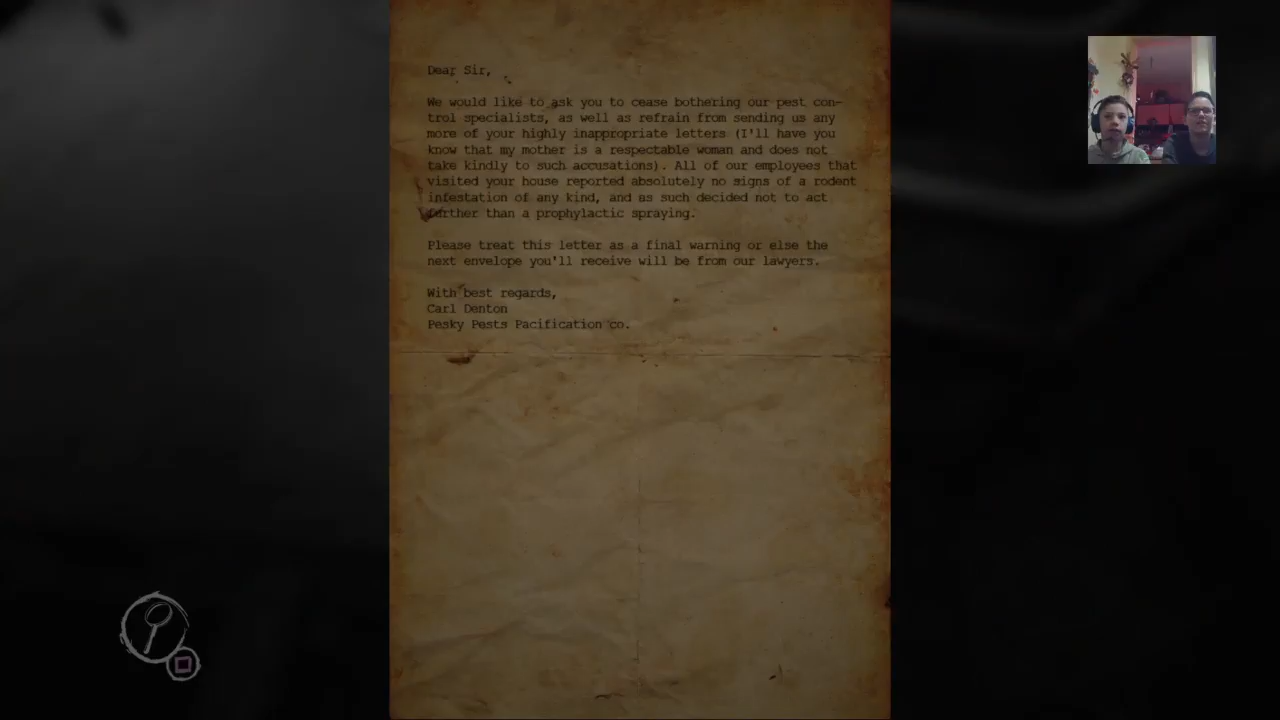 Dear Sir,
We would like to ask you to cease bothering our pest con-
trol specialists, as well as refrain from sending us any
more of your highly inappropriate letters (I'll have you
know that my mother is a respectable woman and does not
take kindly to such accusations). All of our employees that
visited your house reported absolutely no signs of a rodent
infestation of any kind, and as such decided not to act
further than a prophylactic spraying.
Please treat this letter as a final warning or else the
next envelope you'll receive will be from our lawyers.
With best regards,
Carl Denton
Pesky Pests Pacification co.